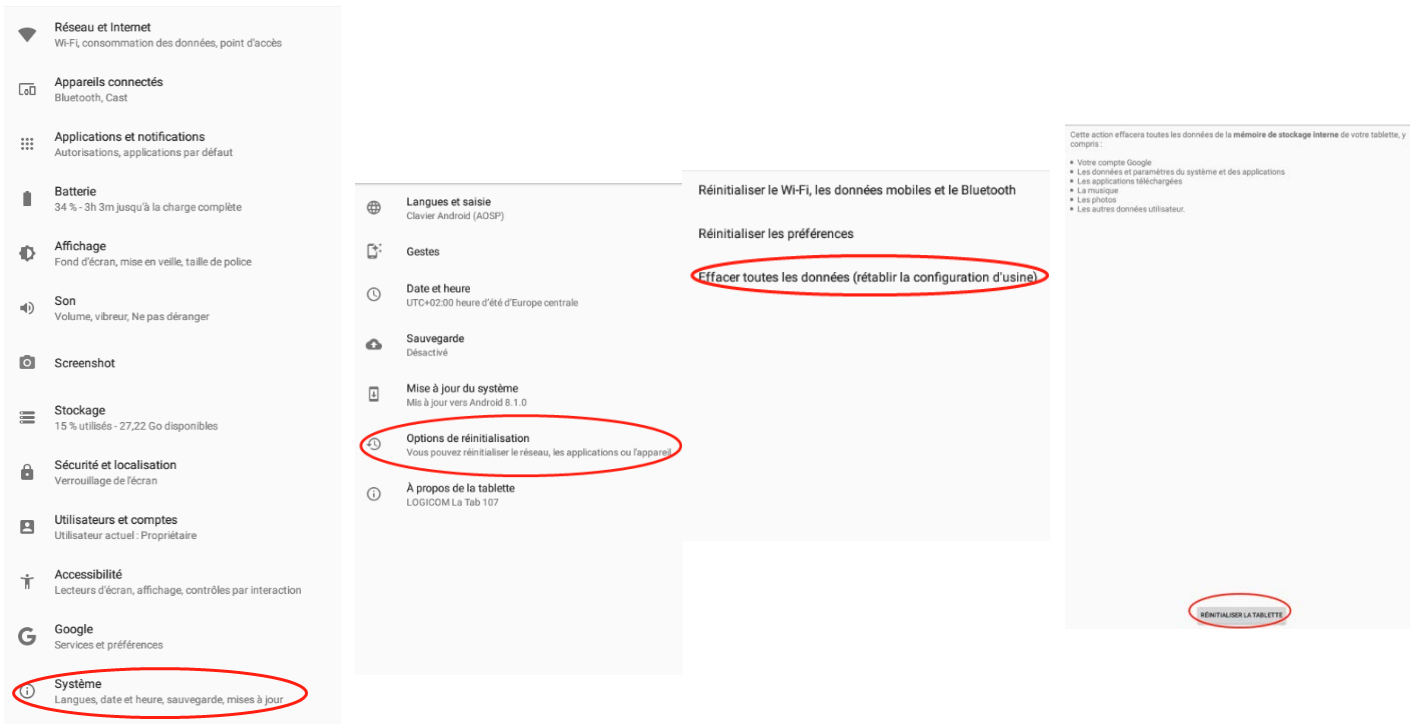 Réseau et Internet
Wi-Fi, consommation des données, point d'accès
Appareils connectés
Bluetooth, Cast
Applications et notifications
Autorisations, applications par défaut
Batterie
34 % - 3h 3m jusqu'à la charge complète
Affichage
Fond d'écran, mise en veille, taille de police
Son
Volume, vibreur, Ne pas déranger
Screenshot
Stockage
15 % utilisés - 27,22 Go disponibles
Sécurité et localisation
Verrouillage de l'écran
Utilisateurs et comptes
Utilisateur actuel : Propriétaire
Accessibilité
Lecteurs d'écran, affichage, contrôles par interaction
Google
Services et préférences
Système
Langues, date et heure, sauvegarde, mises à jour
Langues et saisie
Clavier Android (AOSP)
Gestes
Date et heure
UTC+02:00 heure d'été d'Europe centrale
Sauvegarde
Désactivé
Mise à jour du système
Mis à jour vers Android 8.1.0
Options de réinitialisation
Vous pouvez réinitialiser le réseau, les applications ou l'appareil
À propos de la tablette
LOGICOM La Tab 107
Réinitialiser le Wi-Fi, les données mobiles et le Bluetooth
Réinitialiser les préférences
Effacer toutes les données (rétablir la configuration d'usine)
Cette action effacera toutes les données de la mémoire de stockage interne de votre tablette, y
compris :
• Votre compte Google
• Les données et paramètres du système et des applications
• Les applications téléchargées
• La musique
• Les photos
• Les autres données utilisateur.
RÉINITIALISER LA TABLETTE